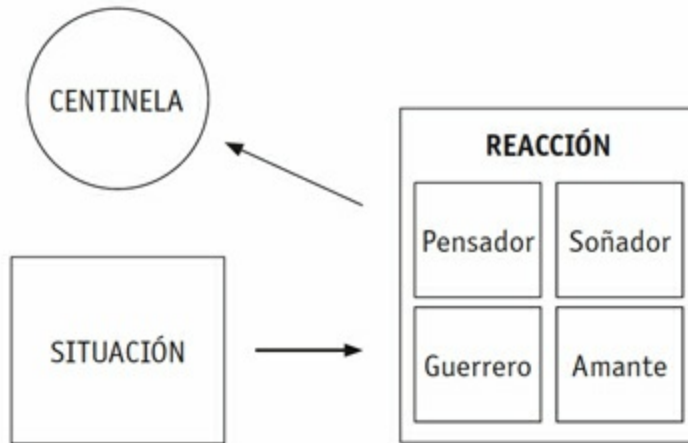 CENTINELA
REACCIÓN
Pensador
Soñador
SITUACIÓN
Guerrero
Amante